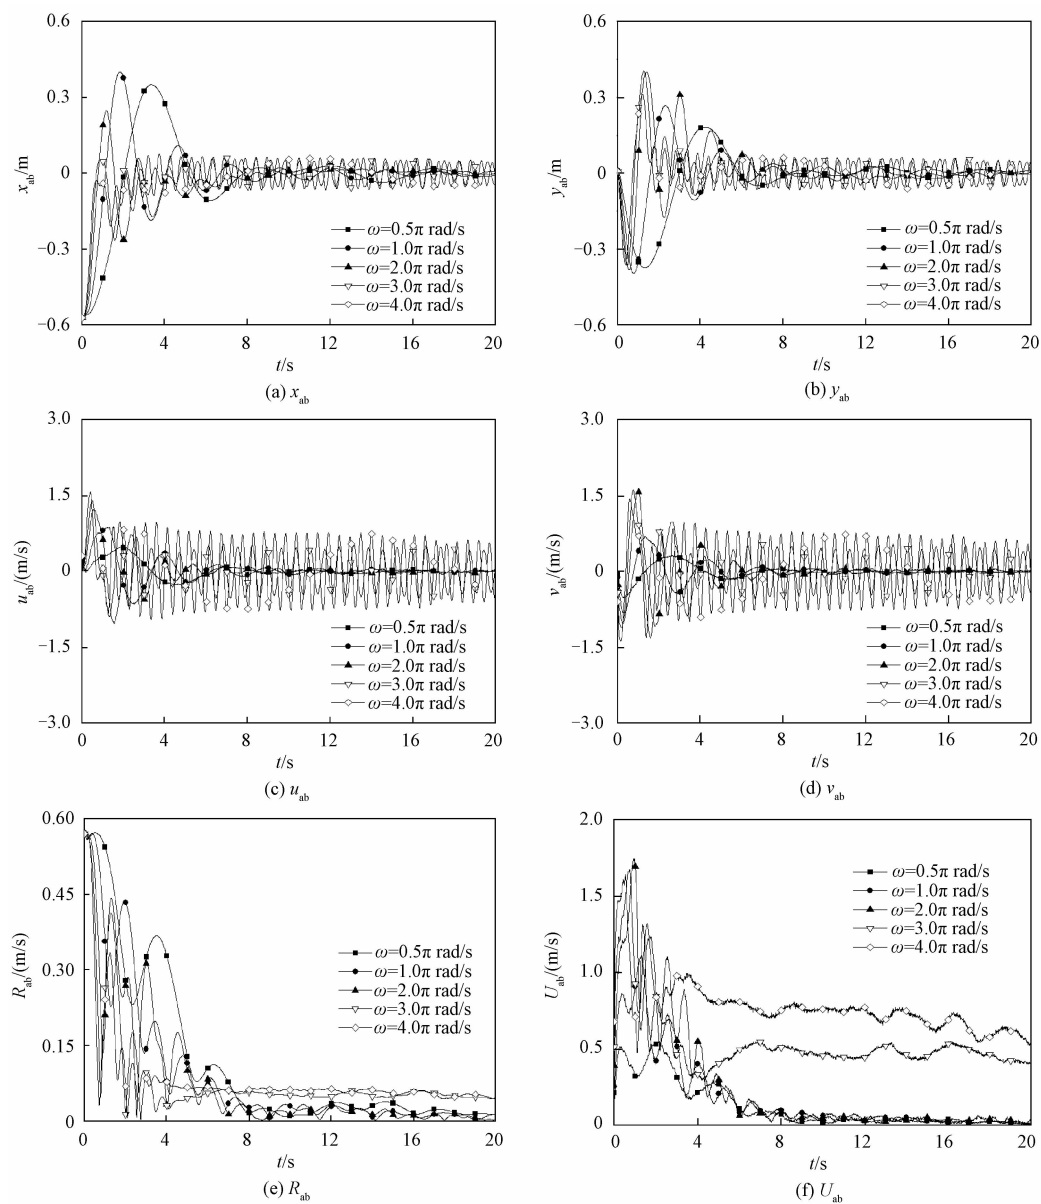 0.6
0.3
0
−0.3
−0.6
x_ab/m
ω=0.5π rad/s
ω=1.0π rad/s
ω=2.0π rad/s
ω=3.0π rad/s
ω=4.0π rad/s
0 4 8 12 16 20
t/s
(a) x_ab
0.6
0.3
0
−0.3
−0.6
y_ab/m
ω=0.5π rad/s
ω=1.0π rad/s
ω=2.0π rad/s
ω=3.0π rad/s
ω=4.0π rad/s
0 4 8 12 16 20
t/s
(b) y_ab
3.0
1.5
0
−1.5
−3.0
u_ab/(m/s)
ω=0.5π rad/s
ω=1.0π rad/s
ω=2.0π rad/s
ω=3.0π rad/s
ω=4.0π rad/s
0 4 8 12 16 20
t/s
(c) u_ab
3.0
1.5
0
−1.5
−3.0
v_ab/(m/s)
ω=0.5π rad/s
ω=1.0π rad/s
ω=2.0π rad/s
ω=3.0π rad/s
ω=4.0π rad/s
0 4 8 12 16 20
t/s
(d) v_ab
0.60
0.45
0.30
0.15
0
R_ab/(m/s)
ω=0.5π rad/s
ω=1.0π rad/s
ω=2.0π rad/s
ω=3.0π rad/s
ω=4.0π rad/s
0 4 8 12 16 20
t/s
(e) R_ab
2.0
1.5
1.0
0.5
0
U_ab/(m/s)
ω=0.5π rad/s
ω=1.0π rad/s
ω=2.0π rad/s
ω=3.0π rad/s
ω=4.0π rad/s
0 4 8 12 16 20
t/s
(f) U_ab